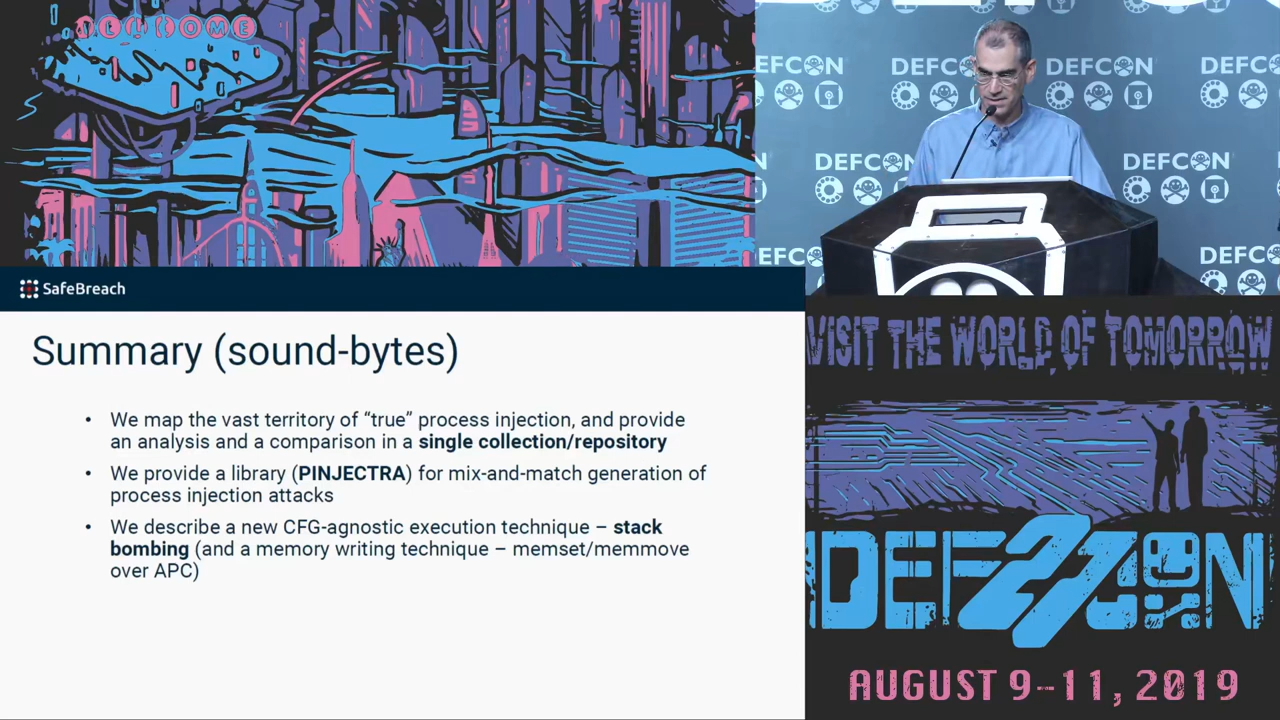 WELCOME
DEFCON DEFCON DEFC
DEFCON DEFCON
DEFC
SafeBreach
Summary (sound-bytes)
• We map the vast territory of “true” process injection, and provide
an analysis and a comparison in a single collection/repository
• We provide a library (PINJECTRA) for mix-and-match generation of
process injection attacks
• We describe a new CFG-agnostic execution technique – stack
bombing (and a memory writing technique – memset/memmove
over APC)
VISIT THE WORLD OF TOMORROW
DEF27CON
AUGUST 9-11, 2019